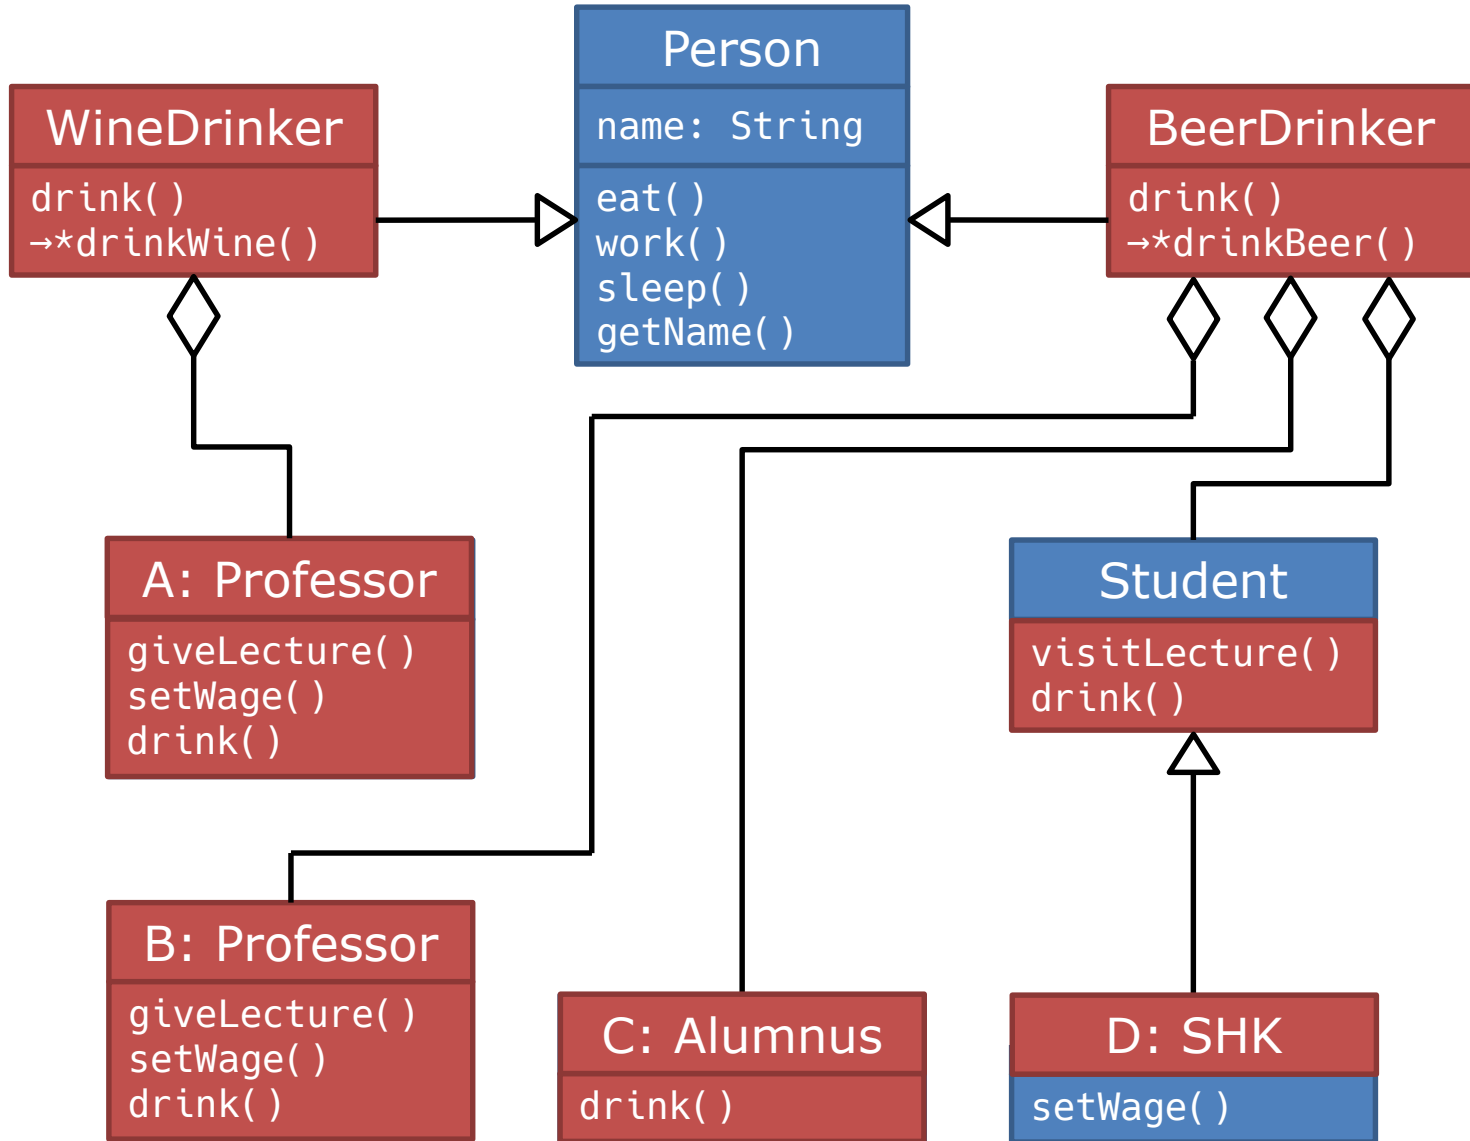 Person
name: String
eat()
work()
sleep()
getName()
WineDrinker
drink()
→*drinkWine()
BeerDrinker
drink()
→*drinkBeer()
A: Professor
giveLecture()
setWage()
drink()
Student
visitLecture()
drink()
B: Professor
giveLecture()
setWage()
drink()
C: Alumnus
drink()
D: SHK
setWage()